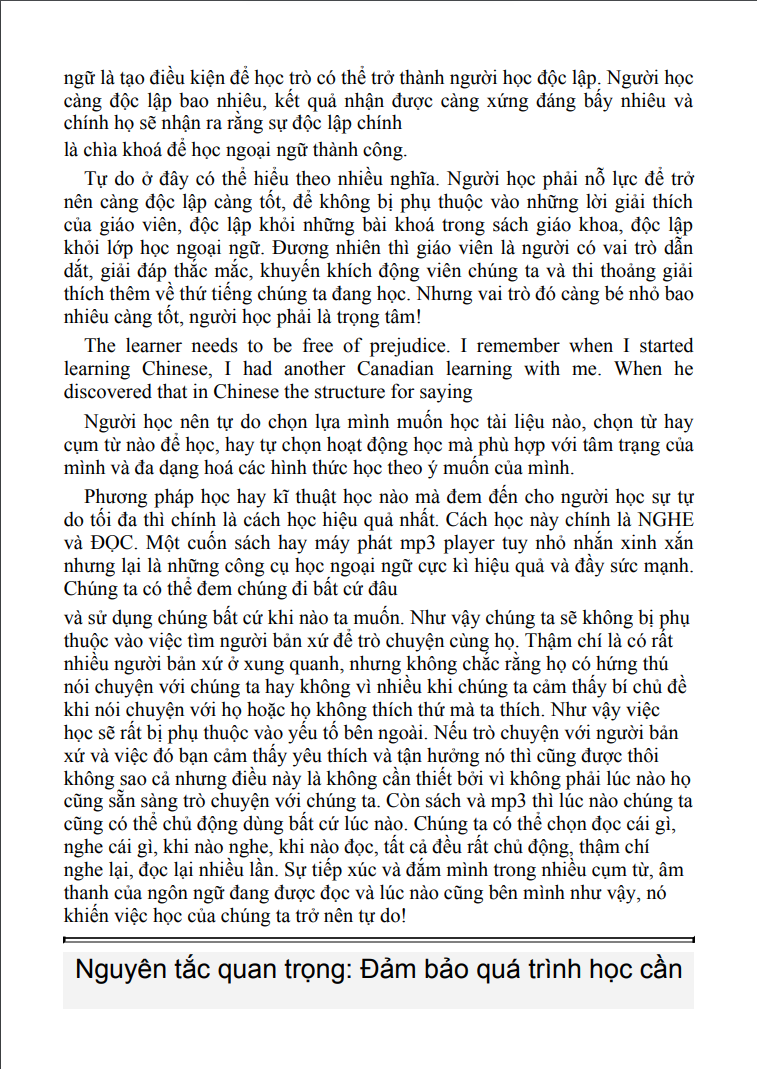 ngữ là tạo điều kiện để học trò có thể trở thành người học độc lập. Người học
càng độc lập bao nhiêu, kết quả nhận được càng xứng đáng bấy nhiêu và
chính họ sẽ nhận ra rằng sự độc lập chính
là chìa khoá để học ngoại ngữ thành công.
Tự do ở đây có thể hiểu theo nhiều nghĩa. Người học phải nỗ lực để trở
nên càng độc lập càng tốt, để không bị phụ thuộc vào những lời giải thích
của giáo viên, độc lập khỏi những bài khoá trong sách giáo khoa, độc lập
khỏi lớp học ngoại ngữ. Đương nhiên thì giáo viên là người có vai trò dẫn
dắt, giải đáp thắc mắc, khuyến khích động viên chúng ta và thi thoảng giải
thích thêm về thứ tiếng chúng ta đang học. Nhưng vai trò đó càng bé nhỏ bao
nhiêu càng tốt, người học phải là trọng tâm!
The learner needs to be free of prejudice. I remember when I started
learning Chinese, I had another Canadian learning with me. When he
discovered that in Chinese the structure for saying
Người học nên tự do chọn lựa mình muốn học tài liệu nào, chọn từ hay
cụm từ nào để học, hay tự chọn hoạt động học mà phù hợp với tâm trạng của
mình và đa dạng hoá các hình thức học theo ý muốn của mình.
Phương pháp học hay kĩ thuật học nào mà đem đến cho người học sự tự
do tối đa thì chính là cách học hiệu quả nhất. Cách học này chính là NGHE
và ĐỌC. Một cuốn sách hay máy phát mp3 player tuy nhỏ nhắn xinh xắn
nhưng lại là những công cụ học ngoại ngữ cực kì hiệu quả và đầy sức mạnh.
Chúng ta có thể đem chúng đi bất cứ đâu
và sử dụng chúng bất cứ khi nào ta muốn. Như vậy chúng ta sẽ không bị phụ
thuộc vào việc tìm người bản xứ để trò chuyện cùng họ. Thậm chí là có rất
nhiều người bản xứ ở xung quanh, nhưng không chắc rằng họ có hứng thú
nói chuyện với chúng ta hay không vì nhiều khi chúng ta cảm thấy bí chủ đề
khi nói chuyện với họ hoặc họ không thích thứ mà ta thích. Như vậy việc
học sẽ rất bị phụ thuộc vào yếu tố bên ngoài. Nếu trò chuyện với người bản
xứ và việc đó bạn cảm thấy yêu thích và tận hưởng nó thì cũng được thôi
không sao cả nhưng điều này là không cần thiết bởi vì không phải lúc nào họ
cũng sẵn sàng trò chuyện với chúng ta. Còn sách và mp3 thì lúc nào chúng ta
cũng có thể chủ động dùng bất cứ lúc nào. Chúng ta có thể chọn đọc cái gì,
nghe cái gì, khi nào nghe, khi nào đọc, tất cả đều rất chủ động, thậm chí
nghe lại, đọc lại nhiều lần. Sự tiếp xúc và đắm mình trong nhiều cụm từ, âm
thanh của ngôn ngữ đang được đọc và lúc nào cũng bên mình như vậy, nó
khiến việc học của chúng ta trở nên tự do!
Nguyên tắc quan trọng: Đảm bảo quá trình học cần